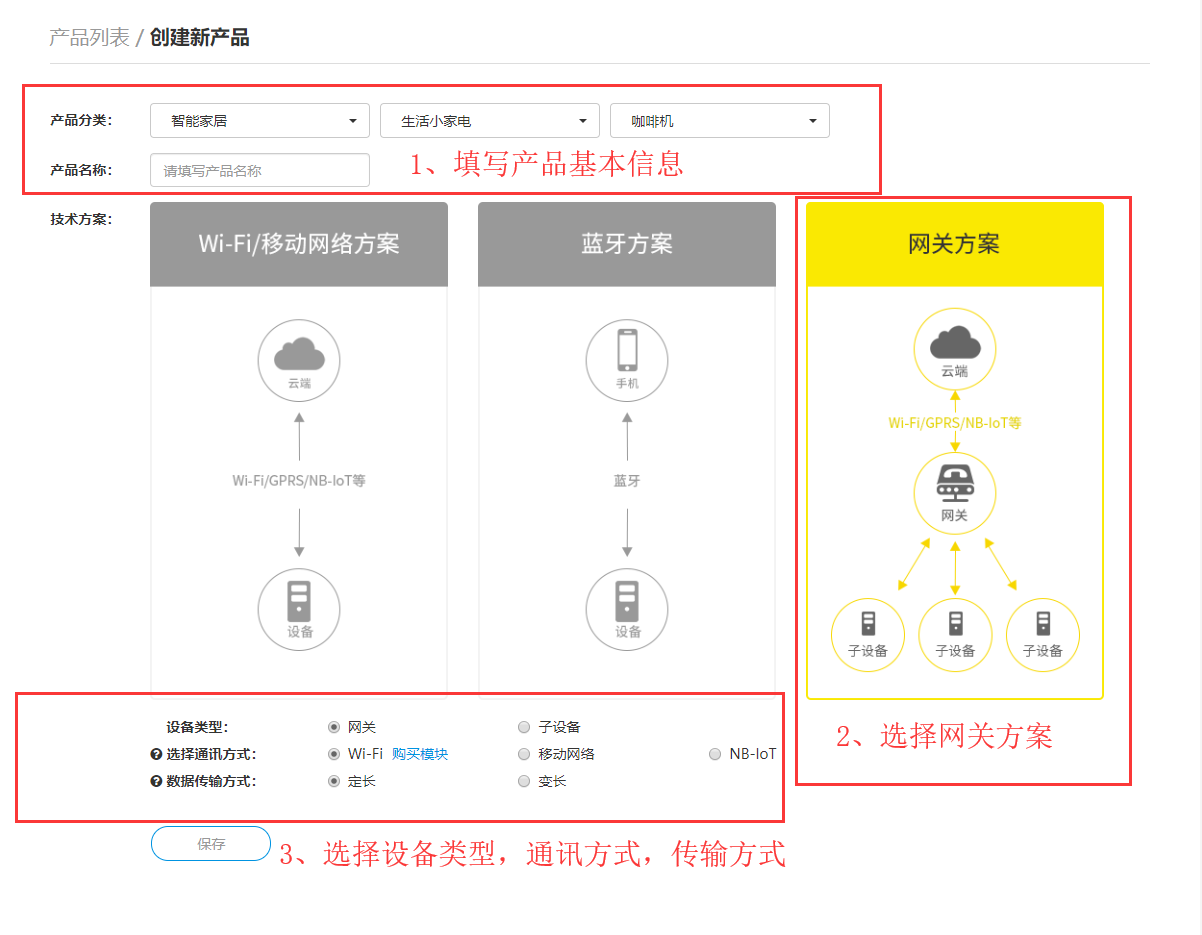 产品列表 / 创建新产品
产品分类： 智能家居 生活小家电 咖啡机
产品名称： 请填写产品名称
1、填写产品基本信息
技术方案：
Wi-Fi/移动网络方案
云端
Wi-Fi/GPRS/NB-IoT等
设备
蓝牙方案
手机
蓝牙
设备
网关方案
云端
Wi-Fi/GPRS/NB-IoT等
网关
子设备 子设备 子设备
2、选择网关方案
设备类型： 网关 子设备
选择通讯方式： Wi-Fi 购买模块 移动网络 NB-IoT
数据传输方式： 定长 变长
保存
3、选择设备类型，通讯方式，传输方式